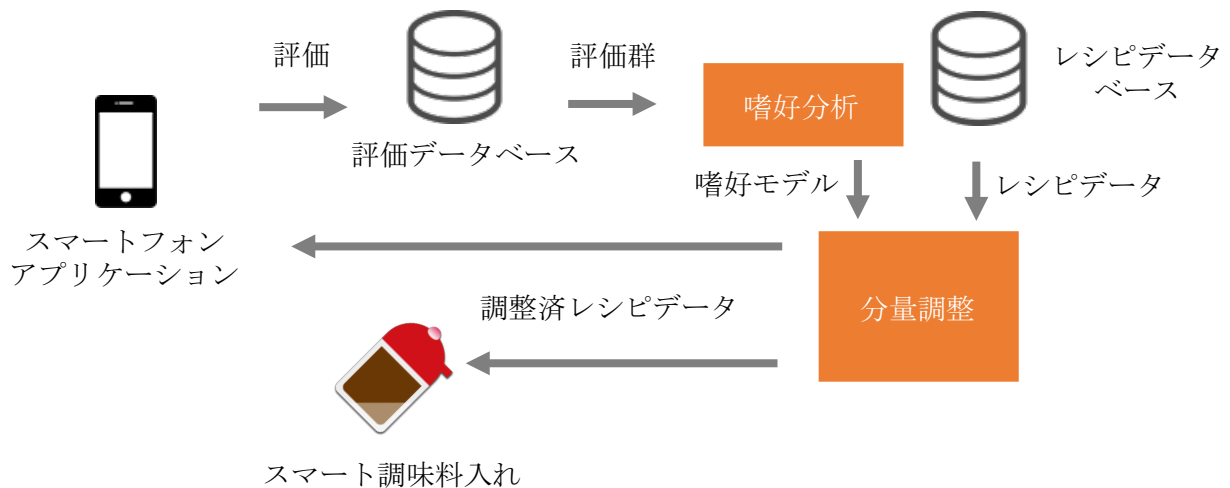 評価
評価群
レシピデータ
ベース
嗜好分析
評価データベース
嗜好モデル
レシピデータ
スマートフォン
アプリケーション
調整済レシピデータ
分量調整
スマート調味料入れ